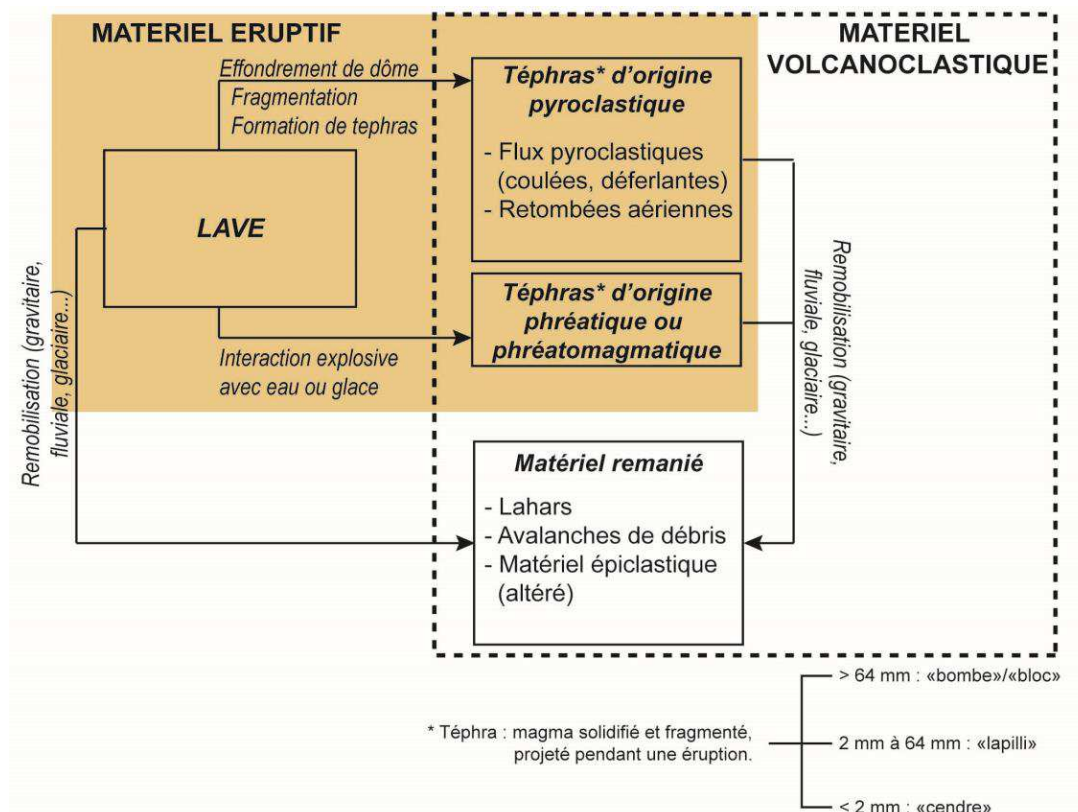 MATERIEL ERUPTIF
MATERIEL
VOLCANOCLASTIQUE
Effondrement de dôme
Fragmentation
Formation de tephras
Téphras* d'origine
pyroclastique
- Flux pyroclastiques
(coulées, déferlantes)
- Retombées aériennes
LAVE
Téphras* d'origine
phréatique ou
phréatomagmatique
Interaction explosive
avec eau ou glace
Remobilisation (gravitaire,
fluviale, glaciaire...)
Remobilisation (gravitaire,
fluviale, glaciaire...)
Matériel remanié
- Lahars
- Avalanches de débris
- Matériel épiclastique
(altéré)
* Téphra : magma solidifié et fragmenté,
projeté pendant une éruption.
> 64 mm : «bombe»/«bloc»
2 mm à 64 mm : «lapilli»
< 2 mm : «cendre»